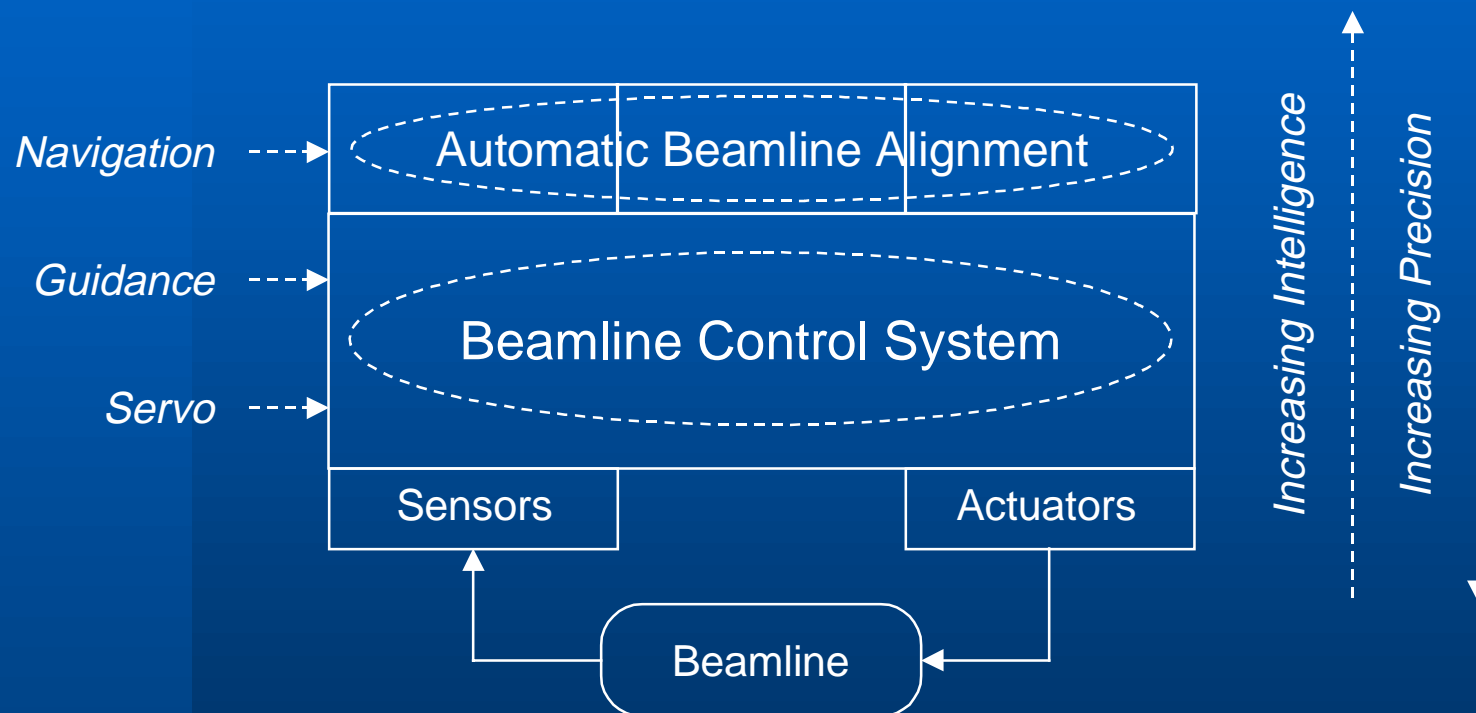 Navigation
Automatic Beamline Alignment
Guidance
Beamline Control System
Servo
Sensors
Actuators
Beamline
Increasing Intelligence
Increasing Precision